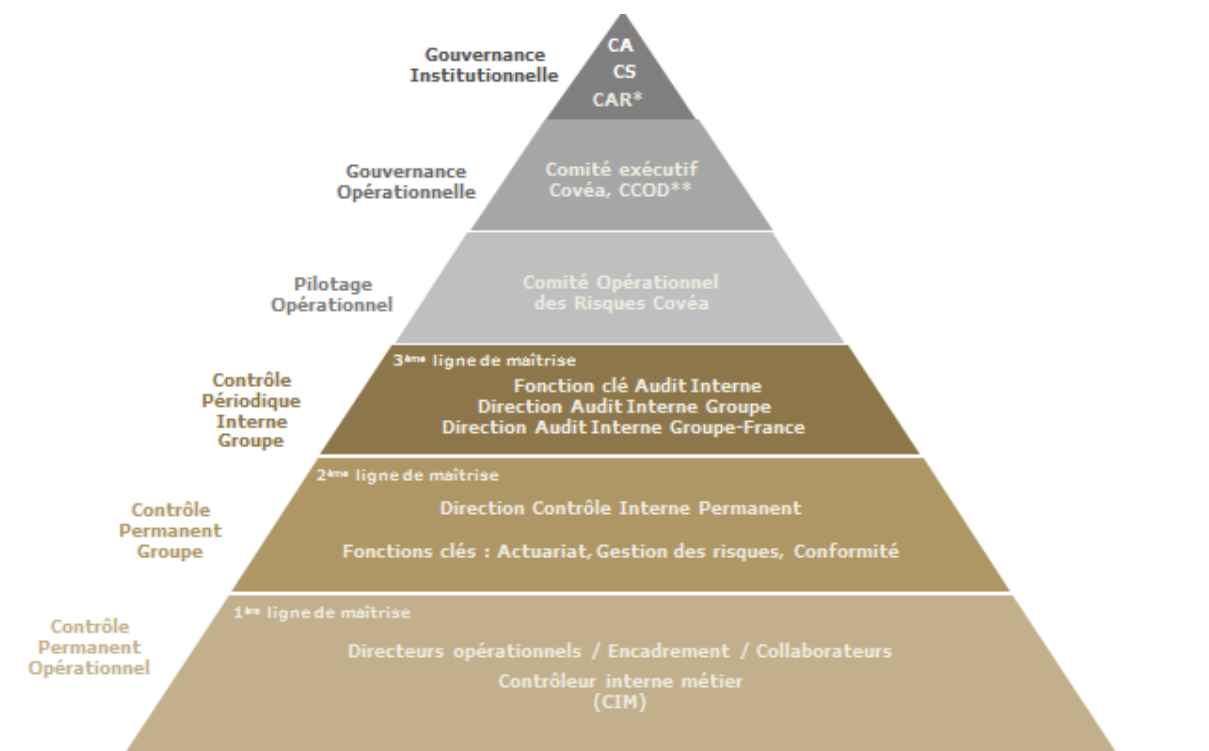 Gouvernance
Institutionnelle
CA
CS
CAR*
Gouvernance
Opérationnelle
Comité exécutif
Covéa, CCOD**
Pilotage
Opérationnel
Comité Opérationnel
des Risques Covéa
Contrôle
Périodique
Interne
Groupe
3ème ligne de maîtrise
Fonction clé Audit Interne
Direction Audit Interne Groupe
Direction Audit Interne Groupe-France
Contrôle
Permanent
Groupe
2ème ligne de maîtrise
Direction Contrôle Interne Permanent
Fonctions clés : Actuariat, Gestion des risques, Conformité
Contrôle
Permanent
Opérationnel
1ère ligne de maîtrise
Directeurs opérationnels / Encadrement / Collaborateurs
Contrôleur interne métier
(CIM)